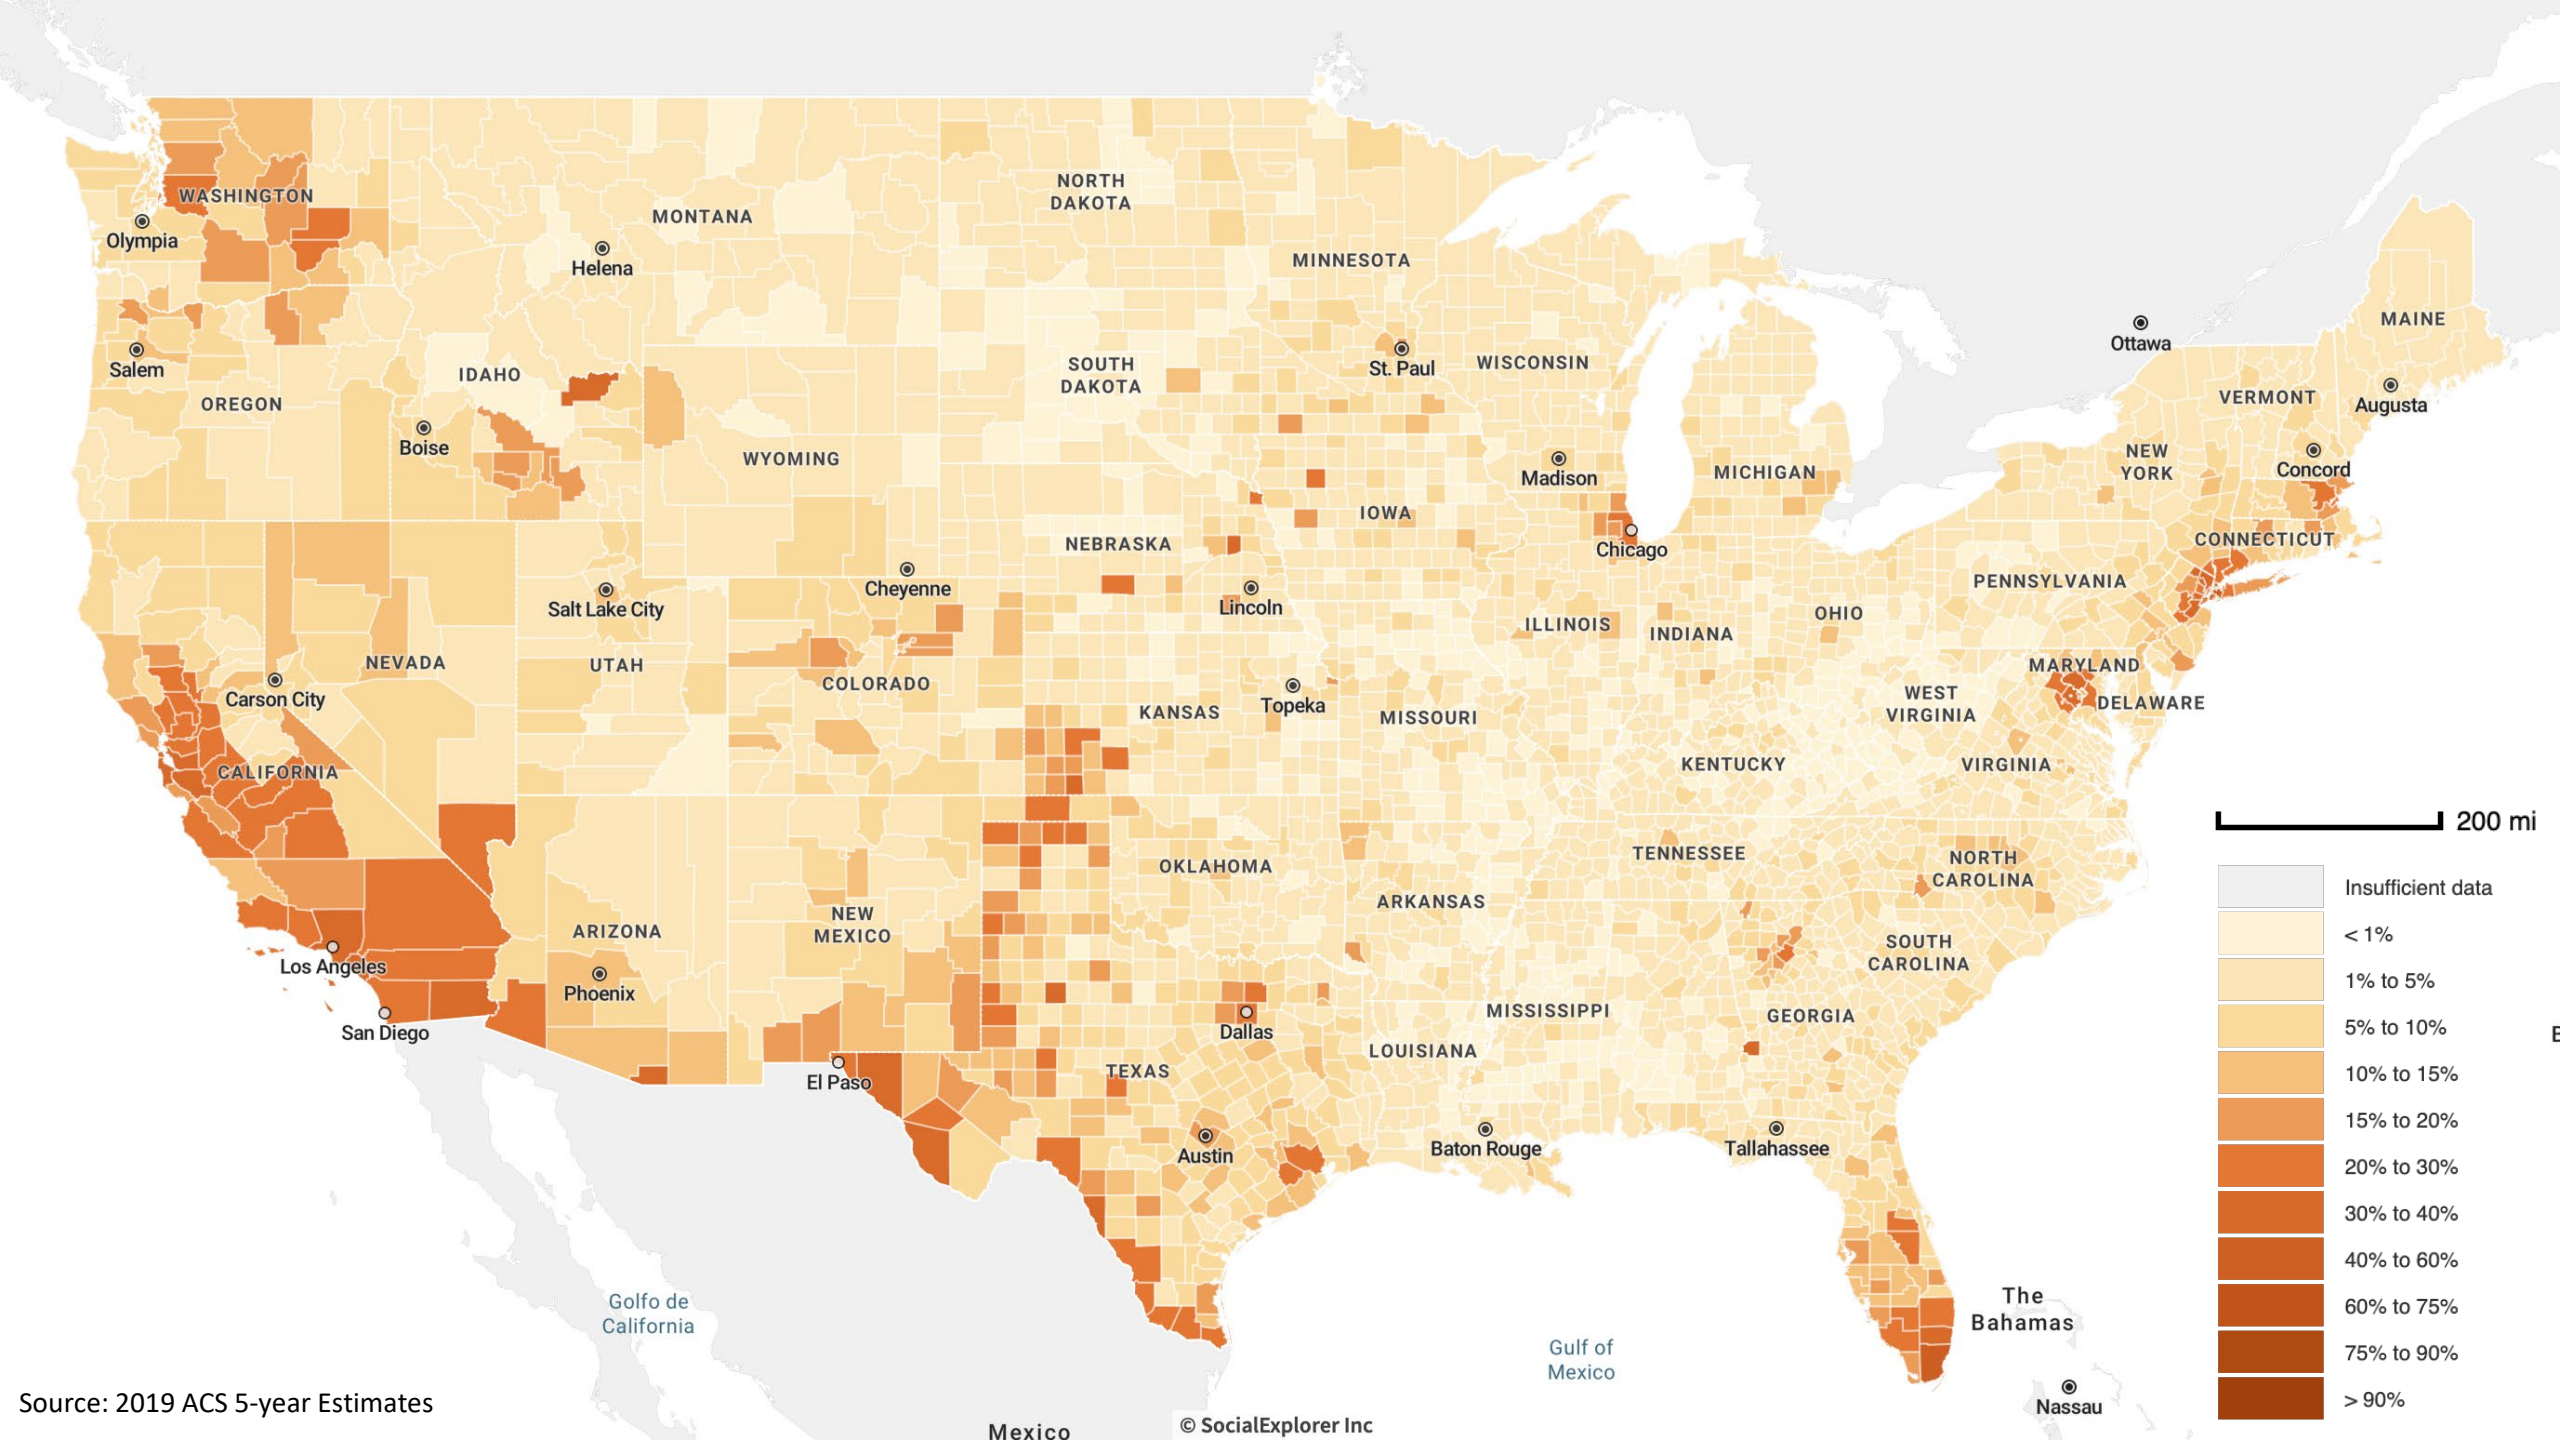 WASHINGTON
Olympia
MONTANA
Helena
NORTH
DAKOTA
MINNESOTA
Ottawa
MAINE
Salem
IDAHO
OREGON
Boise
SOUTH
DAKOTA
St. Paul
WISCONSIN
VERMONT
Augusta
WYOMING
Madison
MICHIGAN
NEW
YORK
Concord
IOWA
NEBRASKA
Chicago
CONNECTICUT
Cheyenne
Salt Lake City
Lincoln
PENNSYLVANIA
ILLINOIS
INDIANA
OHIO
NEVADA
UTAH
Carson City
COLORADO
Topeka
KANSAS
MISSOURI
WEST
VIRGINIA
MARYLAND
DELAWARE
CALIFORNIA
KENTUCKY
VIRGINIA
200 mi
OKLAHOMA
TENNESSEE
NORTH
CAROLINA
ARIZONA
NEW
MEXICO
ARKANSAS
SOUTH
CAROLINA
Los Angeles
Phoenix
San Diego
Dallas
MISSISSIPPI
GEORGIA
El Paso
TEXAS
LOUISIANA
Austin
Baton Rouge
Tallahassee
Insufficient data
< 1%
1% to 5%
5% to 10%
10% to 15%
15% to 20%
20% to 30%
30% to 40%
40% to 60%
60% to 75%
75% to 90%
> 90%
Golfo de
California
Gulf of
Mexico
The
Bahamas
Nassau
Source: 2019 ACS 5-year Estimates
Mexico
© SocialExplorer Inc